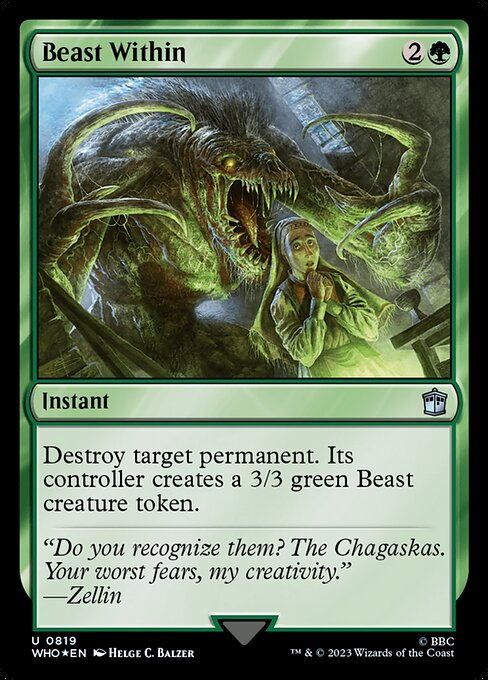 Beast Within 2
Instant
Destroy target permanent. Its
controller creates a 3/3 green Beast
creature token.
“Do you recognize them? The Chagaskas.
Your worst fears, my creativity.”
—Zellin
U 0819 © BBC
WHO★EN Helge C. Balzer ™ & © 2023 Wizards of the Coast